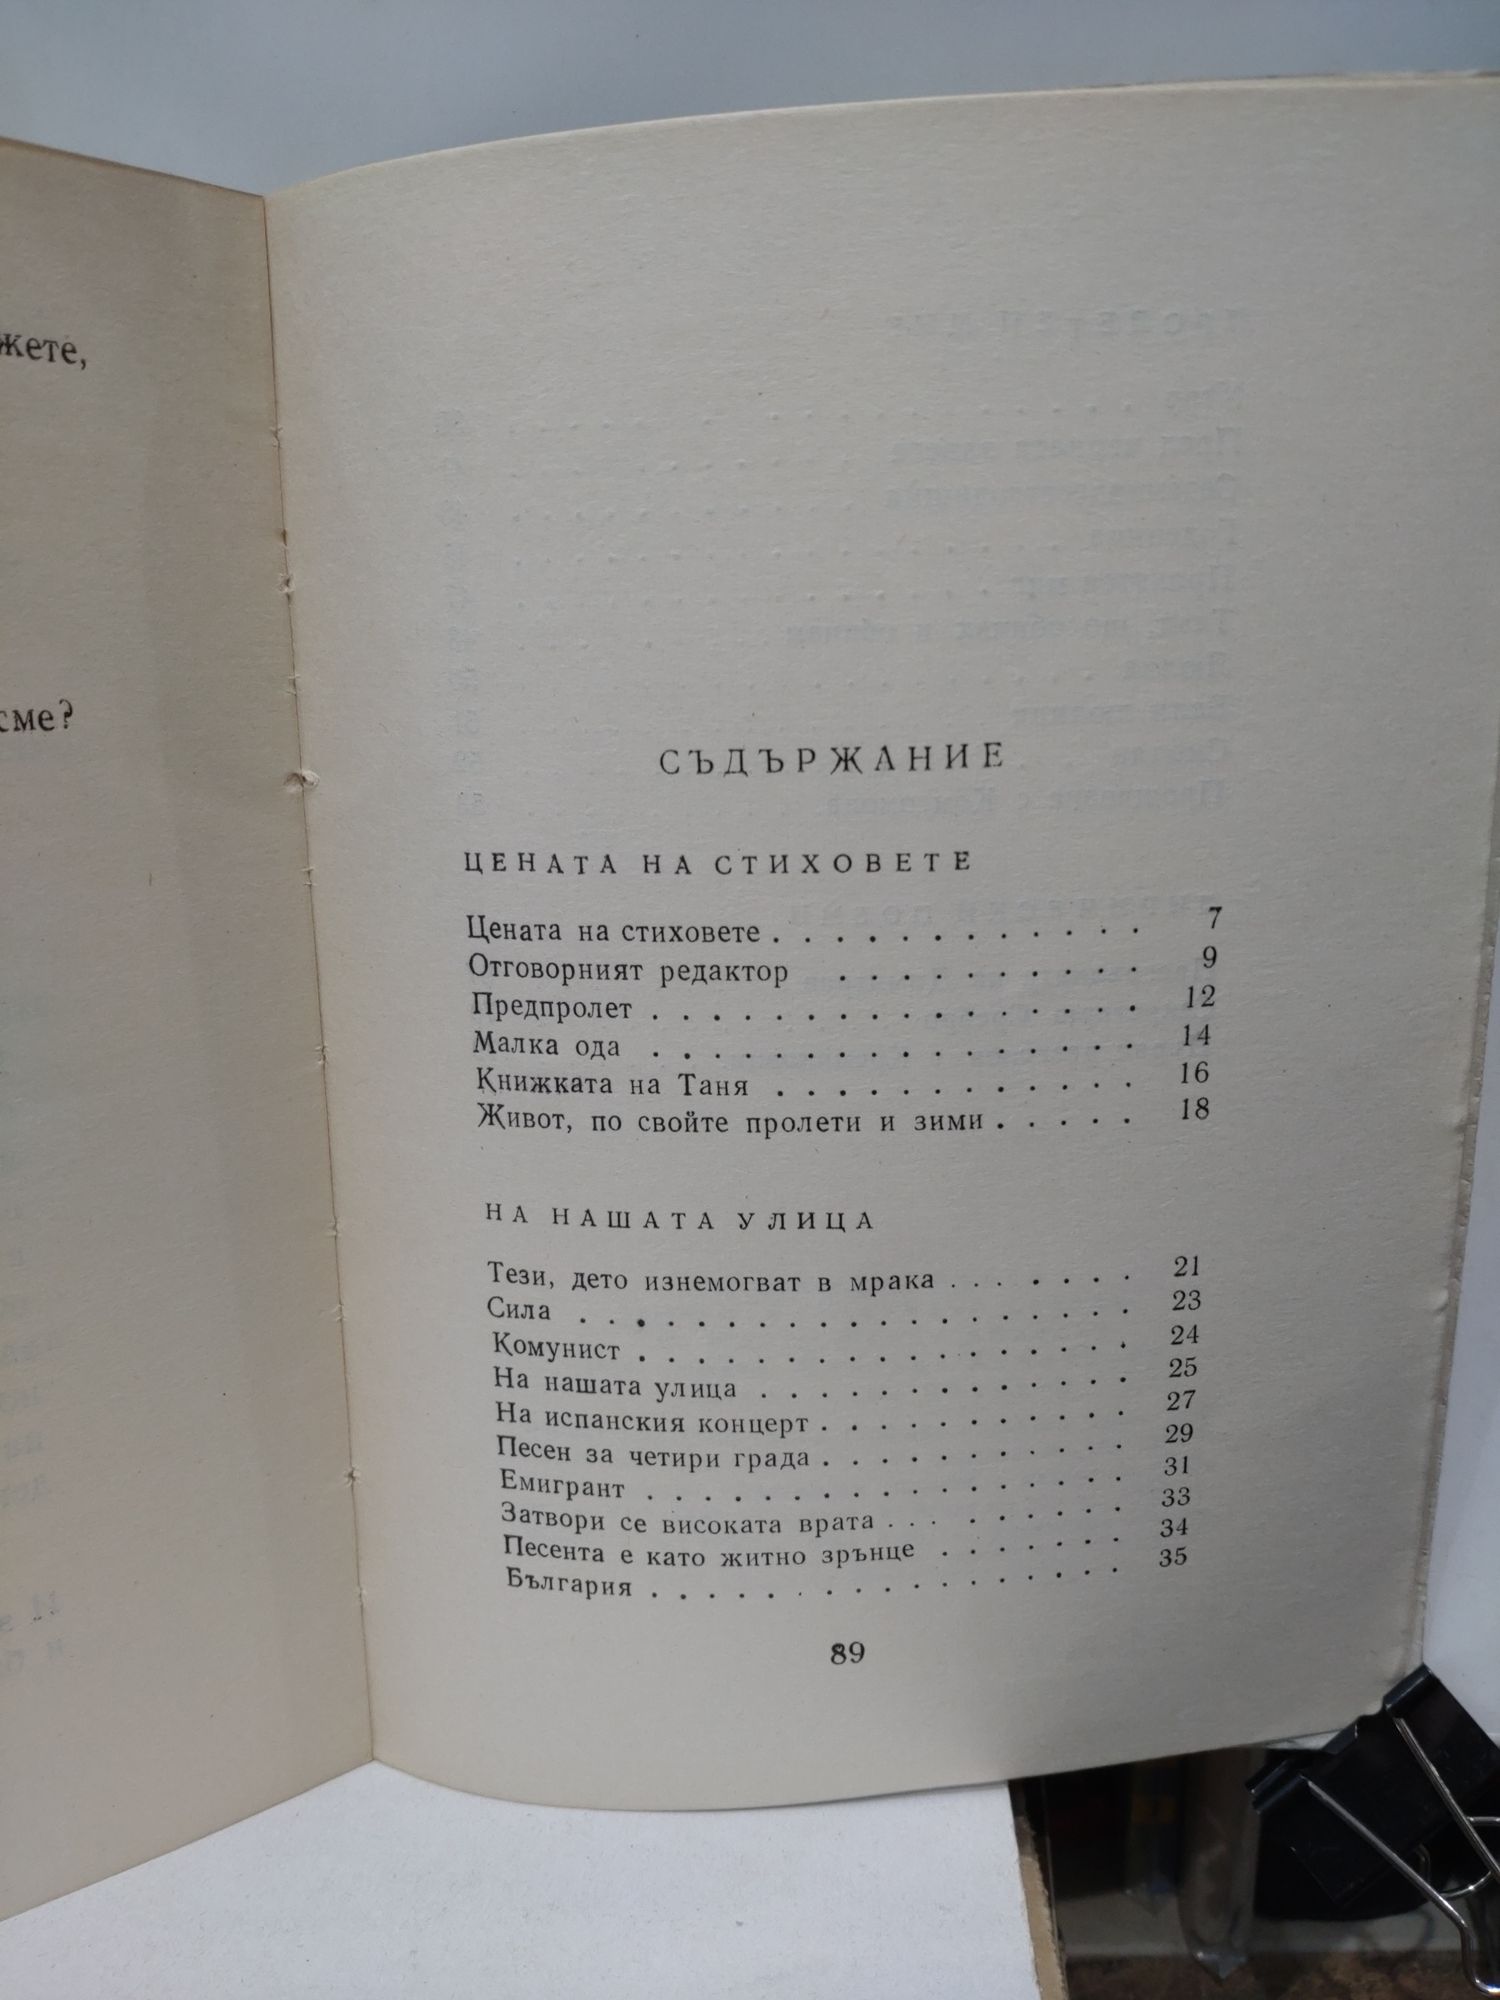 жете,
сме?
СЪДЪРЖАНИЕ
ЦЕНАТА НА СТИХОВЕТЕ
Цената на стиховете . . . . . . . . . . . . 7
Отговорният редактор . . . . . . . . . . 9
Предпролет . . . . . . . . . . . . . . . . 12
Малка ода . . . . . . . . . . . . . . . . 14
Книжката на Таня . . . . . . . . . . . . 16
Живот, по свойте пролети и зими . . . . . 18
НА НАШАТА УЛИЦА
Тези, дето изнемогват в мрака . . . . . . . 21
Сила . . . . . . . . . . . . . . . . . . . 23
Комунист . . . . . . . . . . . . . . . . . 24
На нашата улица . . . . . . . . . . . . . 25
На испанския концерт . . . . . . . . . . . 27
Песен за четири града . . . . . . . . . . . 29
Емигрант . . . . . . . . . . . . . . . . . 31
Затвори се високата врата . . . . . . . . . 33
Песента е като житно зрънце . . . . . . . 34
България . . . . . . . . . . . . . . . . . 35
89